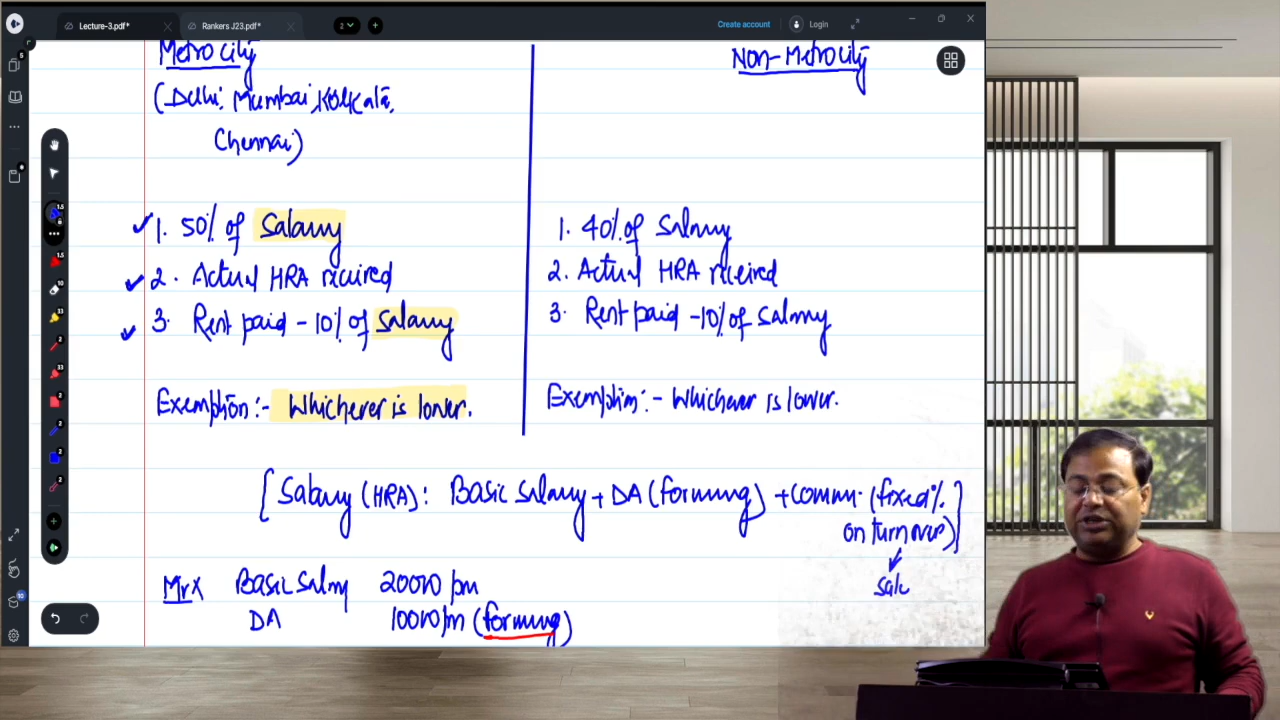 Lecture-3.pdf*
Rankers J23.pdf*
2
Create account
Login
Metro City
Non-Metrocity
(Delhi, Mumbai, Kolkata,
Chennai)
1. 50% of Salary
2. Actual HRA received
3. Rent paid - 10% of Salary
Exemption:- Whichever is lower.
1. 40% of Salary
2. Actual HRA received
3. Rent paid - 10% of Salary
Exemption:- Whichever is lower.
[Salary (HRA): Basic Salary + DA (forming) + Comm. (fixed %
on turnover)]
sale
Mr X Basic Salary 20000 pm
DA 10000 pm (forming)